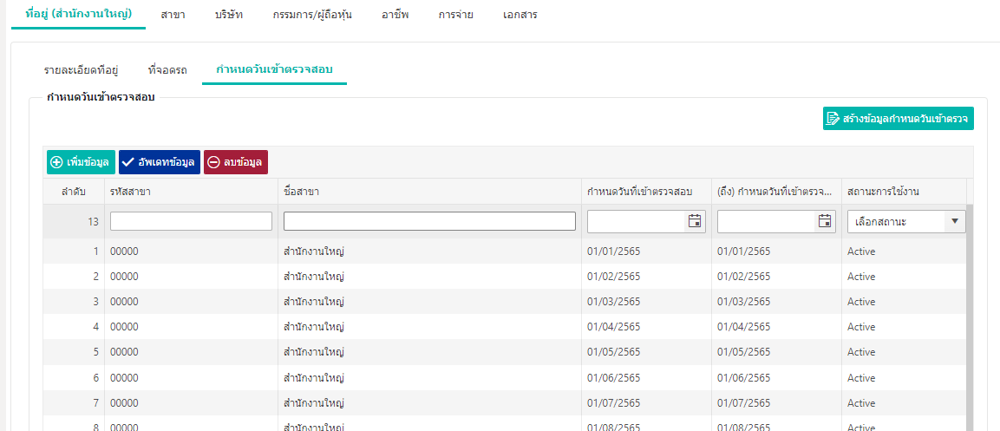 ที่อยู่ (สำนักงานใหญ่) สาขา บริษัท กรรมการ/ผู้ถือหุ้น อาชีพ การจ่าย เอกสาร
รายละเอียดที่อยู่ ที่จอดรถ กำหนดวันเข้าตรวจสอบ
กำหนดวันเข้าตรวจสอบ
สร้างข้อมูลกำหนดวันเข้าตรวจ
เพิ่มข้อมูล อัพเดทข้อมูล ลบข้อมูล
ลำดับ รหัสสาขา ชื่อสาขา กำหนดวันที่เข้าตรวจสอบ (ถึง) กำหนดวันที่เข้าตรวจ... สถานะการใช้งาน
13 เลือกสถานะ
1 00000 สำนักงานใหญ่ 01/01/2565 01/01/2565 Active
2 00000 สำนักงานใหญ่ 01/02/2565 01/02/2565 Active
3 00000 สำนักงานใหญ่ 01/03/2565 01/03/2565 Active
4 00000 สำนักงานใหญ่ 01/04/2565 01/04/2565 Active
5 00000 สำนักงานใหญ่ 01/05/2565 01/05/2565 Active
6 00000 สำนักงานใหญ่ 01/06/2565 01/06/2565 Active
7 00000 สำนักงานใหญ่ 01/07/2565 01/07/2565 Active
8 00000 สำนักงานใหญ่ 01/08/2565 01/08/2565 Active